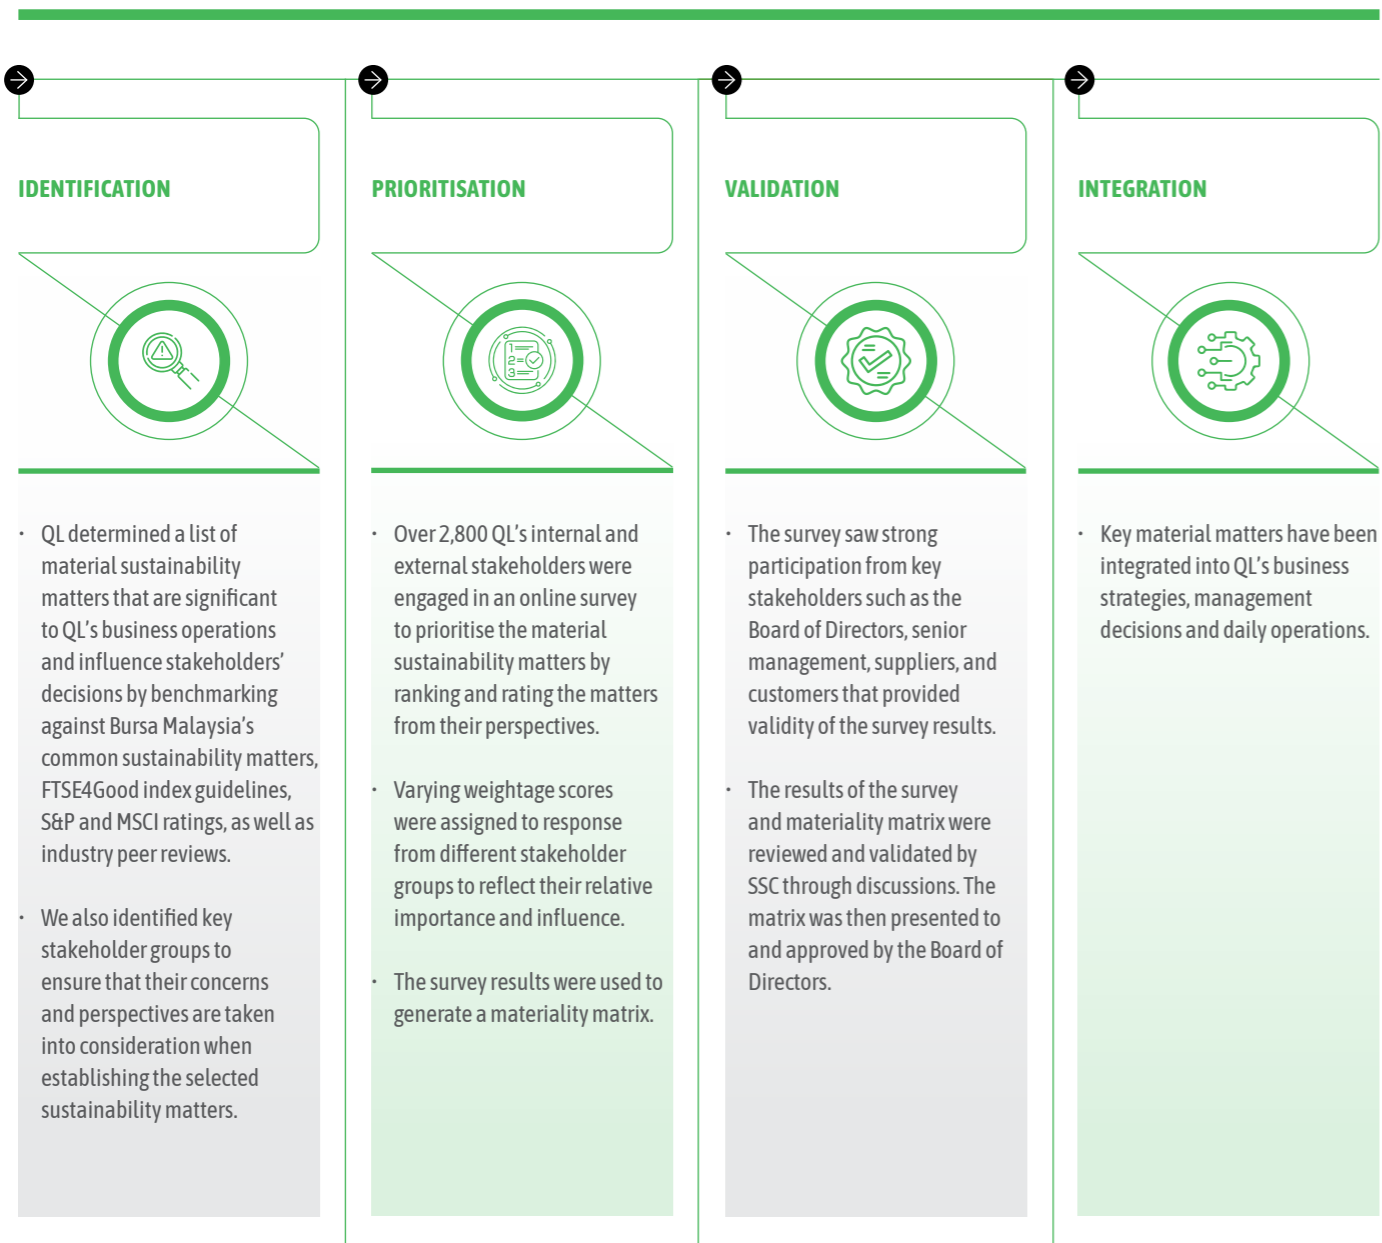 IDENTIFICATION
• QL determined a list of
material sustainability
matters that are significant
to QL’s business operations
and influence stakeholders’
decisions by benchmarking
against Bursa Malaysia’s
common sustainability matters,
FTSE4Good index guidelines,
S&P and MSCI ratings, as well as
industry peer reviews.
• We also identified key
stakeholder groups to
ensure that their concerns
and perspectives are taken
into consideration when
establishing the selected
sustainability matters.
PRIORITISATION
1
2
3
• Over 2,800 QL’s internal and
external stakeholders were
engaged in an online survey
to prioritise the material
sustainability matters by
ranking and rating the matters
from their perspectives.
• Varying weightage scores
were assigned to response
from different stakeholder
groups to reflect their relative
importance and influence.
• The survey results were used to
generate a materiality matrix.
VALIDATION
• The survey saw strong
participation from key
stakeholders such as the
Board of Directors, senior
management, suppliers, and
customers that provided
validity of the survey results.
• The results of the survey
and materiality matrix were
reviewed and validated by
SSC through discussions. The
matrix was then presented to
and approved by the Board of
Directors.
INTEGRATION
• Key material matters have been
integrated into QL’s business
strategies, management
decisions and daily operations.